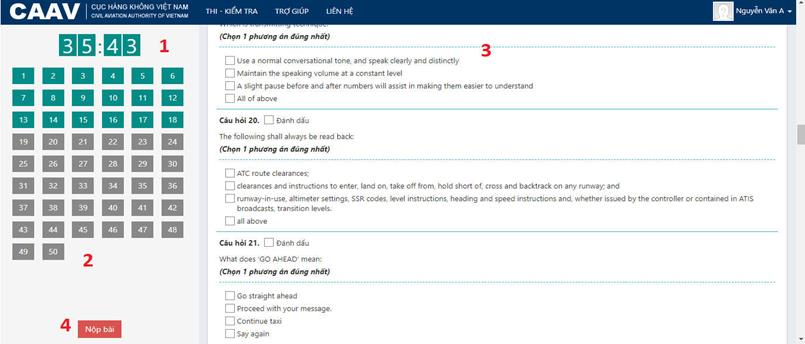 CAAV CỤC HÀNG KHÔNG VIỆT NAM
CIVIL AVIATION AUTHORITY OF VIETNAM
THI - KIỂM TRA TRỢ GIÚP LIÊN HỆ
Nguyễn Văn A
35:43 1
1 2 3 4 5 6
7 8 9 10 11 12
13 14 15 16 17 18
19 20 21 22 23 24
25 26 27 28 29 30
31 32 33 34 35 36
37 38 39 40 41 42
43 44 45 46 47 48
49 50
2
4 Nộp bài
Which is transmitting technique:
(Chọn 1 phương án đúng nhất)
3
Use a normal conversational tone, and speak clearly and distinctly
Maintain the speaking volume at a constant level
A slight pause before and after numbers will assist in making them easier to understand
All of above
Câu hỏi 20. Đánh dấu
The following shall always be read back:
(Chọn 1 phương án đúng nhất)
ATC route clearances;
clearances and instructions to enter, land on, take off from, hold short of, cross and backtrack on any runway; and
runway-in-use, altimeter settings, SSR codes, level instructions, heading and speed instructions and, whether issued by the controller or contained in ATIS
broadcasts, transition levels.
all above
Câu hỏi 21. Đánh dấu
What does 'GO AHEAD' mean:
(Chọn 1 phương án đúng nhất)
Go straight ahead
Proceed with your message.
Continue taxi
Say again